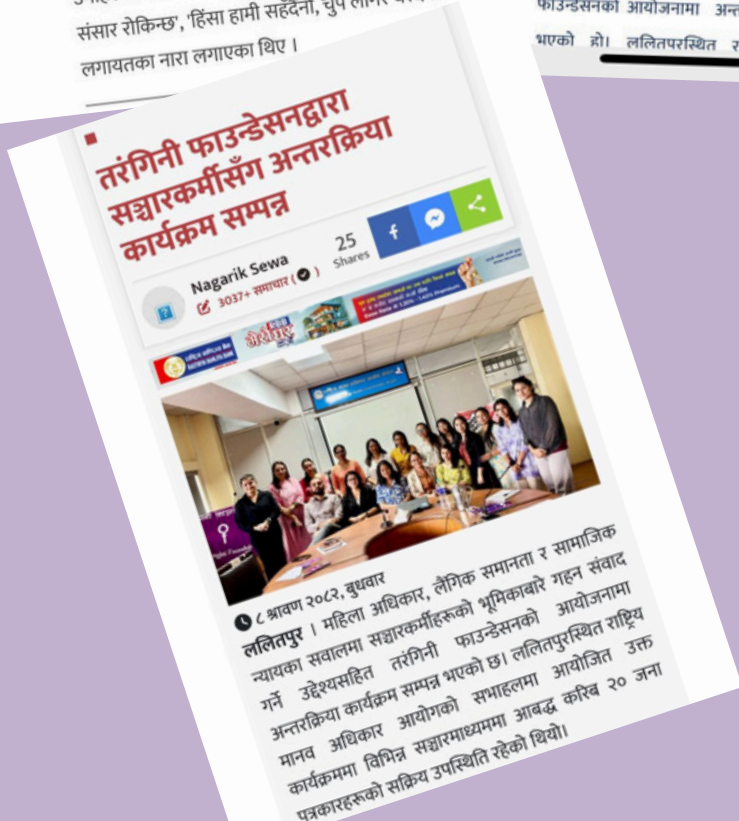 संसार रोकिन्छ', 'हिंसा हामी सहँदैनौं, चुप लागेर
लगायतका नारा लगाएका थिए ।
फाउन्डेसनको आयोजनामा
भएको हो। ललितपुरस्थित
तरंगिनी फाउन्डेसनद्वारा
सञ्चारकर्मीसँग अन्तरक्रिया
कार्यक्रम सम्पन्न
Nagarik Sewa
3037+ समाचार ( )
25
Shares
८ श्रावण २०८२, बुधवार
ललितपुर । महिला अधिकार, लैंगिक समानता र सामाजिक
न्यायका सवालमा सञ्चारकर्मीहरूको भूमिकाबारे गहन संवाद
गर्ने उद्देश्यसहित तरंगिनी फाउन्डेसनको आयोजनामा
अन्तरक्रिया कार्यक्रम सम्पन्न भएको छ। ललितपुरस्थित राष्ट्रिय
मानव अधिकार आयोगको सभाहलमा आयोजित उक्त
कार्यक्रममा विभिन्न सञ्चारमाध्यममा आबद्ध करिब २० जना
पत्रकारहरूको सक्रिय उपस्थिति रहेको थियो।